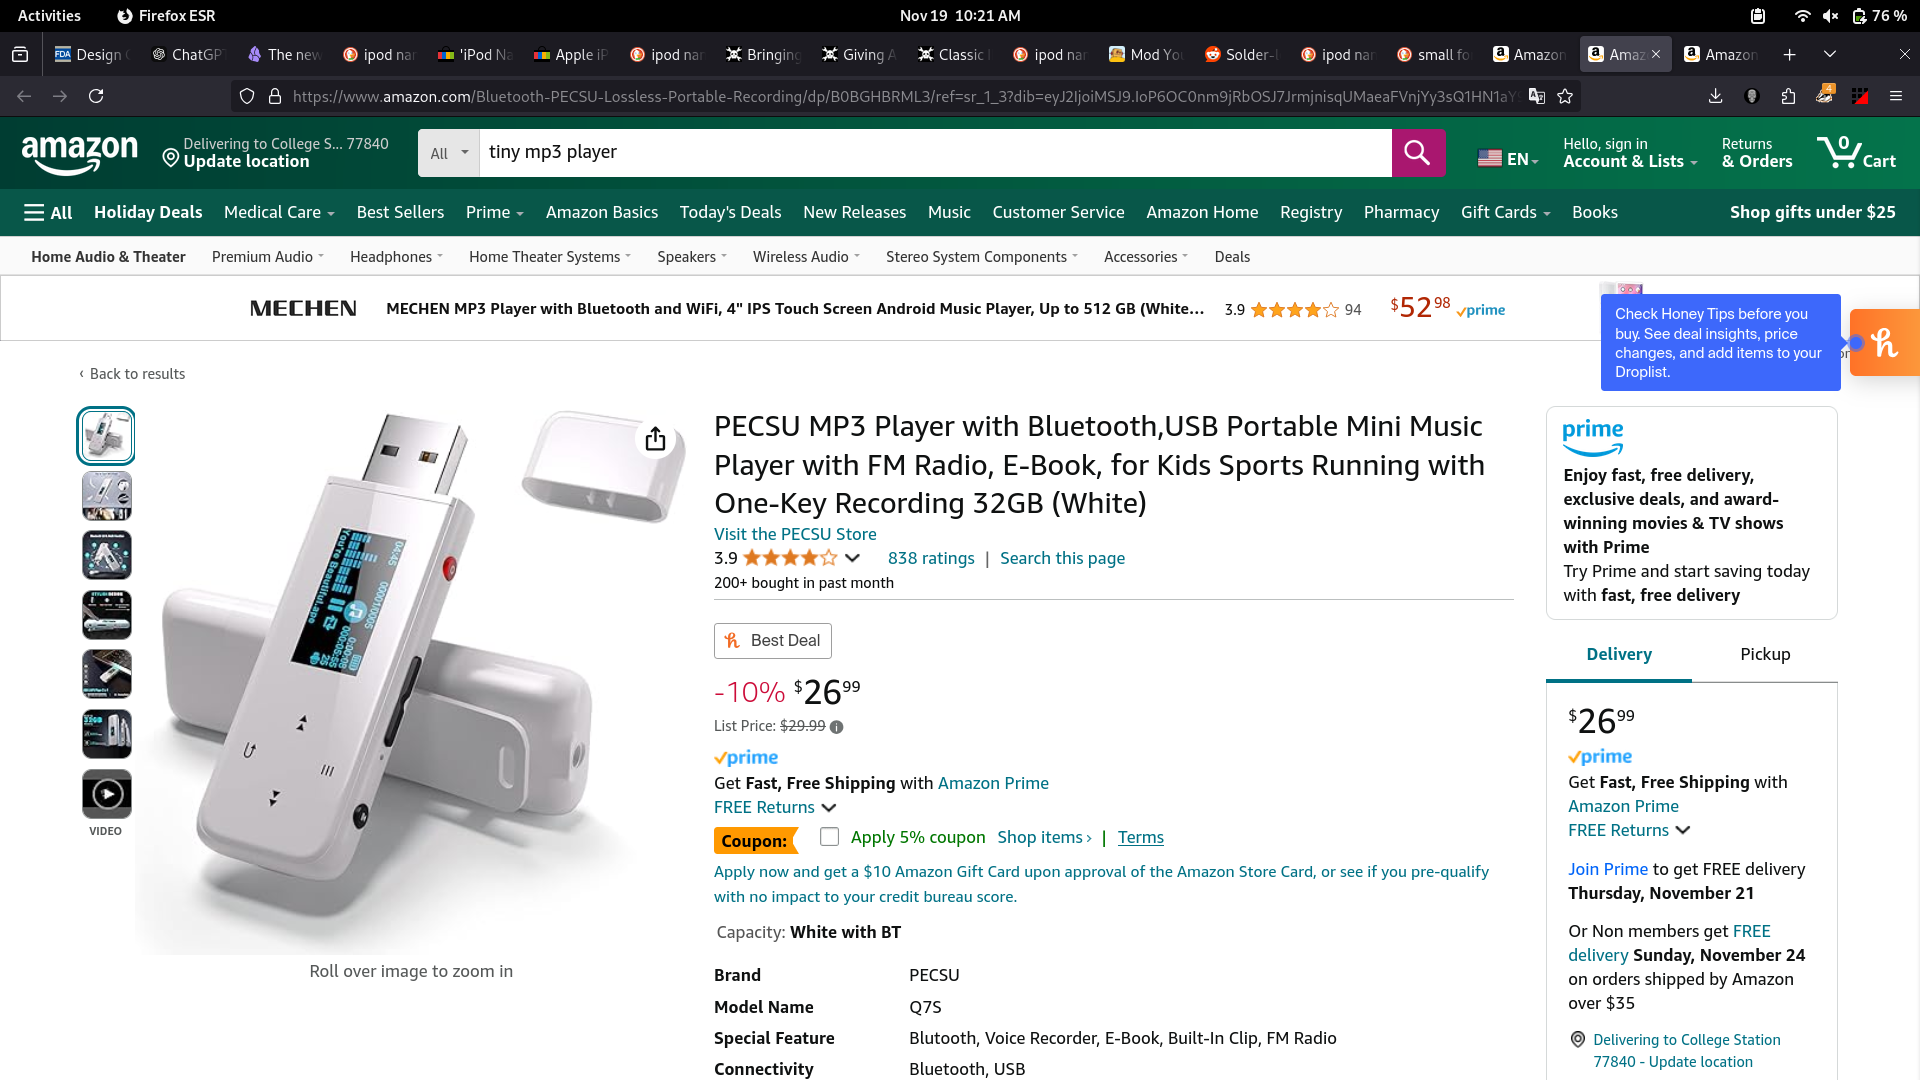 Activities Firefox ESR Nov 19 10:21 AM 76 %
Design ChatGP The new ipod na 'iPod Na Apple iP ipod na Bringing Giving A Classic ipod na Mod Yo Solder- ipod na small fo Amazon Amaz Amazon
https://www.amazon.com/Bluetooth-PECSU-Lossless-Portable-Recording/dp/B0BGHBRML3/ref=sr_1_3?dib=eyJ2IjoiMSJ9.IoP6OC0nm9jRbOSJ7JrmjnisqUMaeaFVnjYy3sQ1HN1aY 4
amazon
Delivering to College S... 77840
Update location
All tiny mp3 player
EN
Hello, sign in
Account & Lists
Returns
& Orders
0 Cart
All Holiday Deals Medical Care Best Sellers Prime Amazon Basics Today's Deals New Releases Music Customer Service Amazon Home Registry Pharmacy Gift Cards Books Shop gifts under $25
Home Audio & Theater Premium Audio Headphones Home Theater Systems Speakers Wireless Audio Stereo System Components Accessories Deals
MECHEN MECHEN MP3 Player with Bluetooth and WiFi, 4" IPS Touch Screen Android Music Player, Up to 512 GB (White... 3.9 94 $52 98 prime
Check Honey Tips before you
buy. See deal insights, price
changes, and add items to your
Droplist.
‹ Back to results
VIDEO
Roll over image to zoom in
PECSU MP3 Player with Bluetooth,USB Portable Mini Music
Player with FM Radio, E-Book, for Kids Sports Running with
One-Key Recording 32GB (White)
Visit the PECSU Store
3.9 838 ratings | Search this page
200+ bought in past month
Best Deal
-10% $26 99
List Price: $29.99
prime
Get Fast, Free Shipping with Amazon Prime
FREE Returns
Coupon: Apply 5% coupon Shop items › | Terms
Apply now and get a $10 Amazon Gift Card upon approval of the Amazon Store Card, or see if you pre-qualify
with no impact to your credit bureau score.
Capacity: White with BT
Brand PECSU
Model Name Q7S
Special Feature Blutooth, Voice Recorder, E-Book, Built-In Clip, FM Radio
Connectivity Bluetooth, USB
prime
Enjoy fast, free delivery,
exclusive deals, and award-
winning movies & TV shows
with Prime
Try Prime and start saving today
with fast, free delivery
Delivery Pickup
$26 99
prime
Get Fast, Free Shipping with
Amazon Prime
FREE Returns
Join Prime to get FREE delivery
Thursday, November 21
Or Non members get FREE
delivery Sunday, November 24
on orders shipped by Amazon
over $35
Delivering to College Station
77840 - Update location